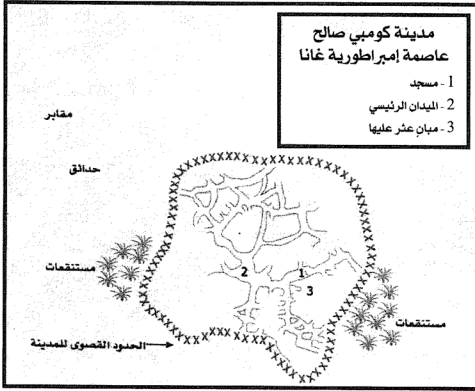 مدينة كومبي صالح
عاصمة إمبراطورية غانا
1 - مسجد
2 - الميدان الرئيسي
3 - مبانٍ عثر عليها
مقابر
حدائق
مستنقعات
2
1
3
مستنقعات
الحدود القصوى للمدينة